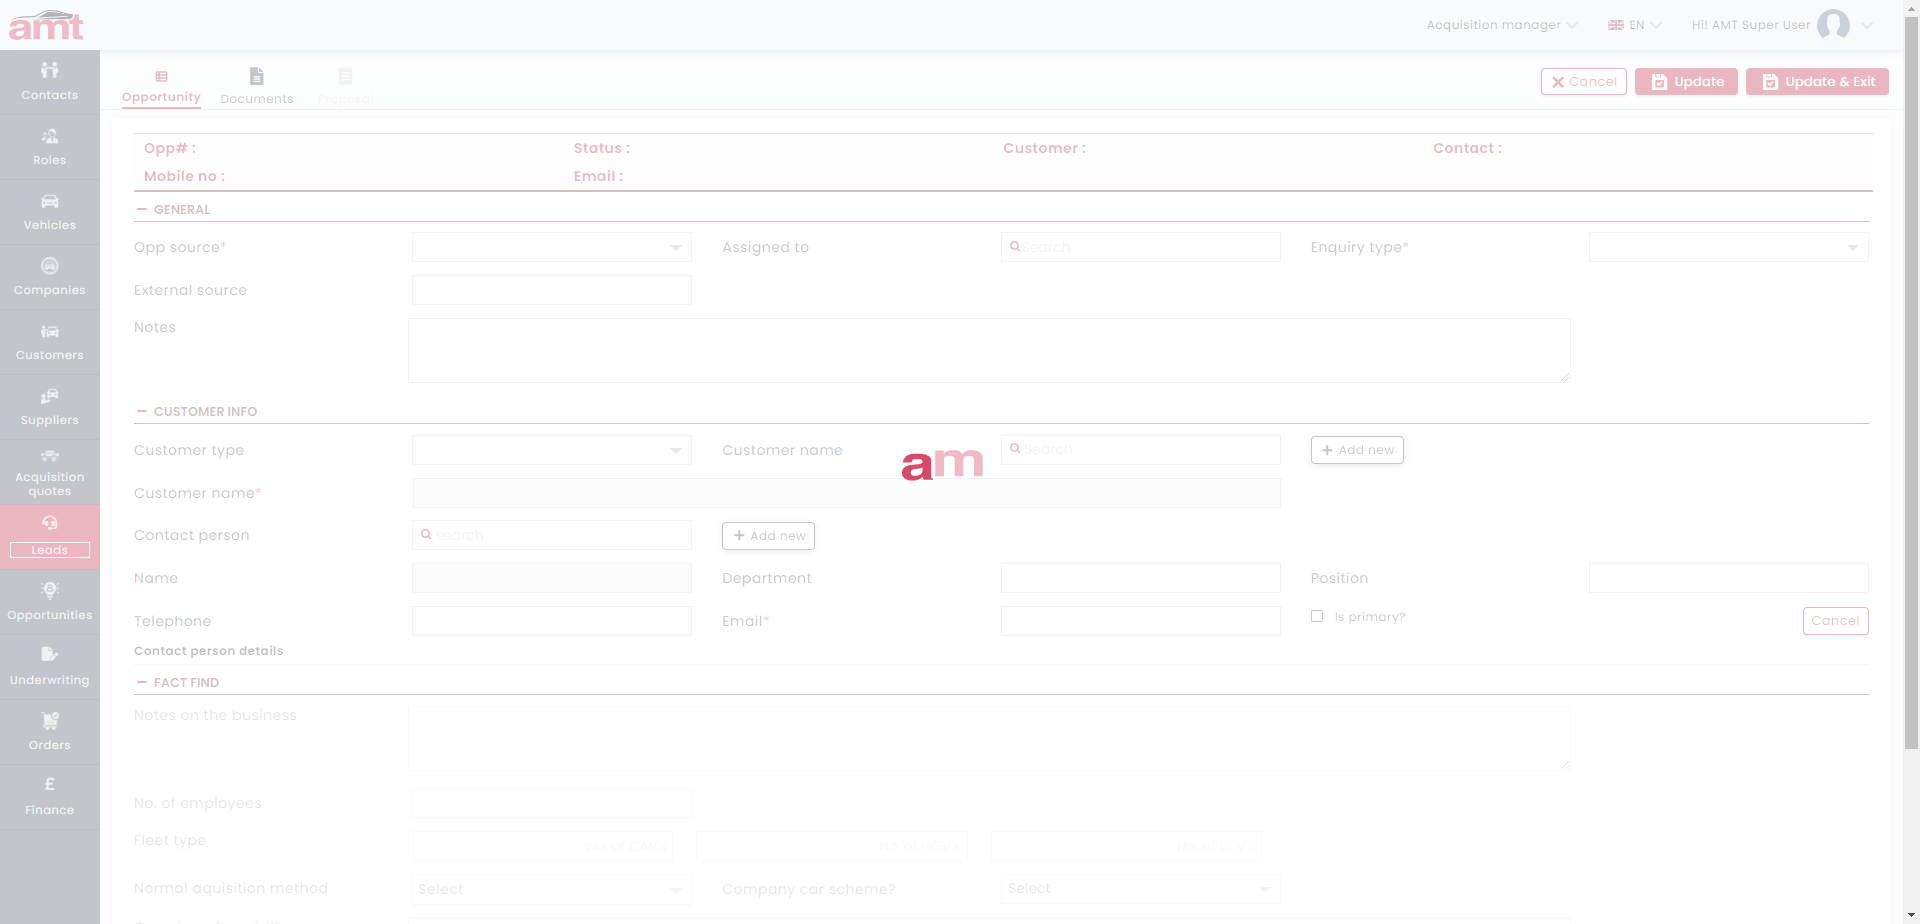 amt
Acquisition manager
EN
Hi! AMT Super User
Contacts
Roles
Vehicles
Companies
Customers
Suppliers
Acquisition
quotes
Leads
Opportunities
Underwriting
Orders
Finance
Opportunity
Documents
Proposal
Cancel
Update
Update & Exit
Opp# :
Status :
Customer :
Contact :
Mobile no :
Email :
GENERAL
Opp source*
Assigned to
Search
Enquiry type*
External source
Notes
CUSTOMER INFO
Customer type
Customer name
Search
Add new
am
Customer name*
Contact person
search
Add new
Name
Department
Position
Telephone
Email*
Is primary?
Cancel
Contact person details
FACT FIND
Notes on the business
No. of employees
Fleet type
No. of CAR's
No. of HGV's
No. of LCV's
Normal aquisition method
Select
Company car scheme?
Select